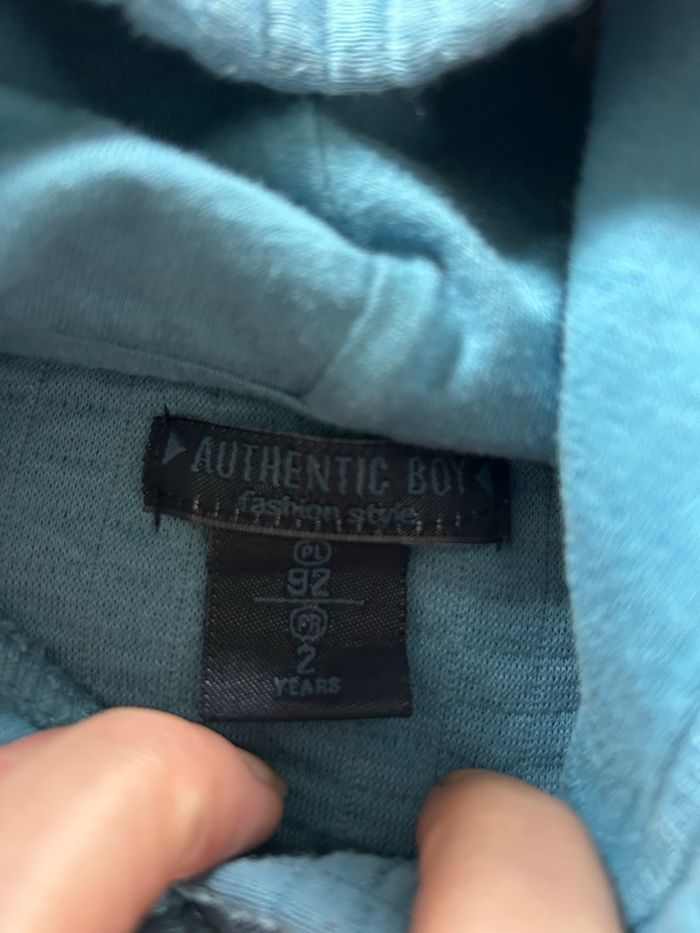 AUTHENTIC BOY
fashion style
PL
92
FR
2
YEARS